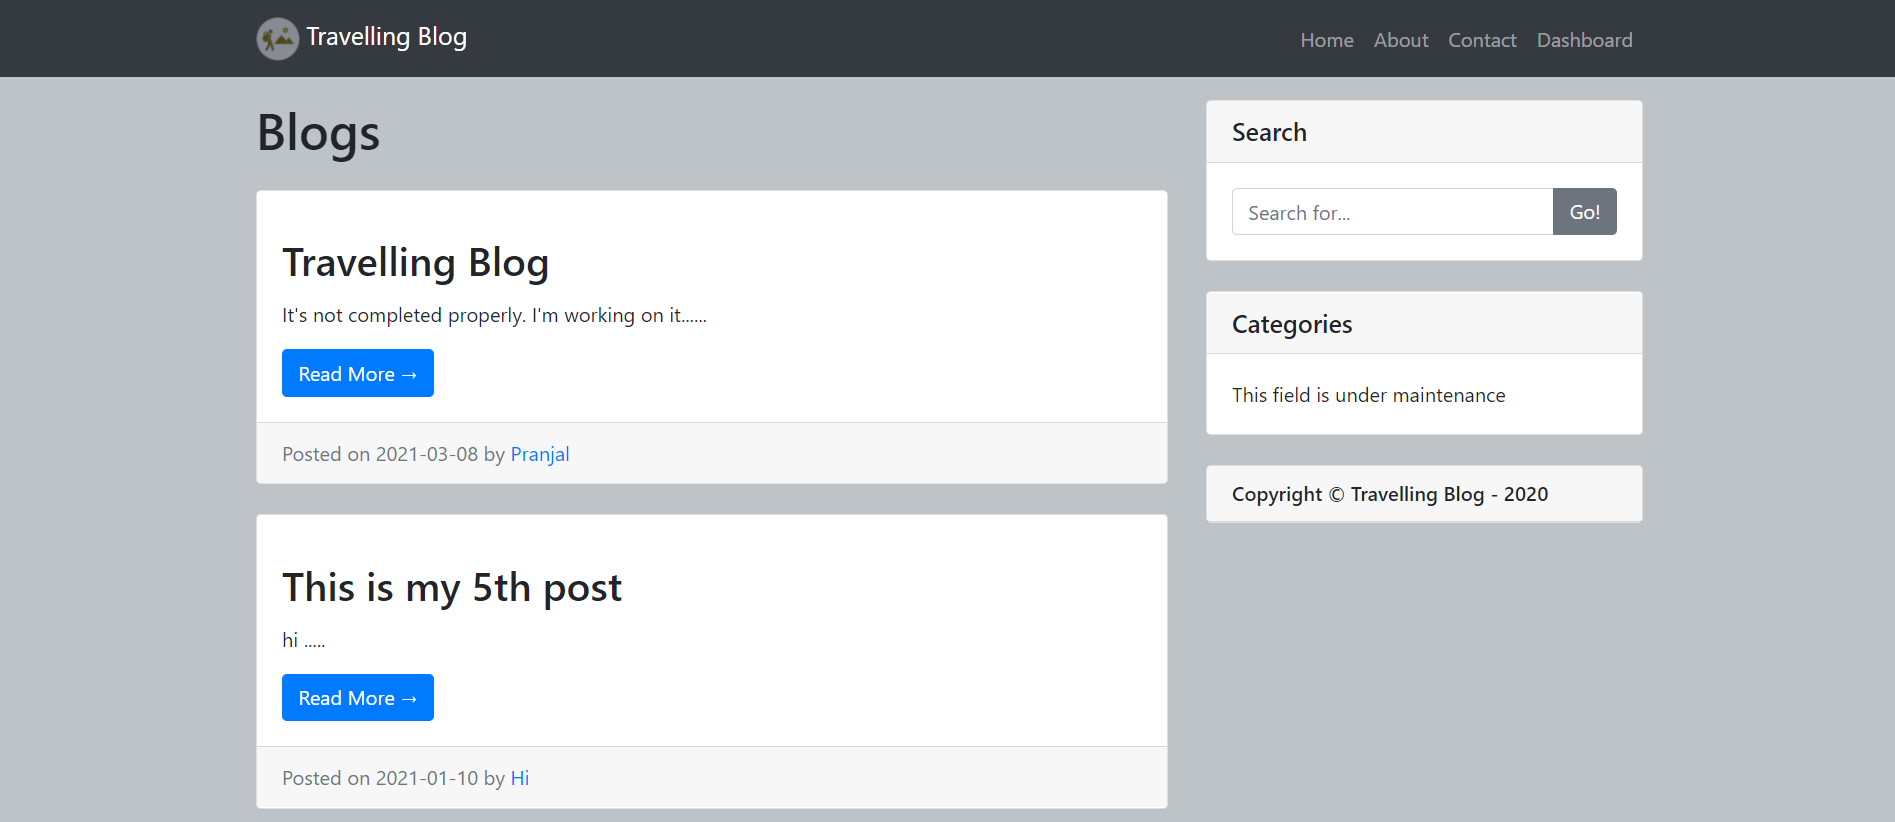 Travelling Blog
Home About Contact Dashboard
Blogs
Travelling Blog
It's not completed properly. I'm working on it......
Read More →
Posted on 2021-03-08 by Pranjal
This is my 5th post
hi .....
Read More →
Posted on 2021-01-10 by Hi
Search
Search for... Go!
Categories
This field is under maintenance
Copyright © Travelling Blog - 2020